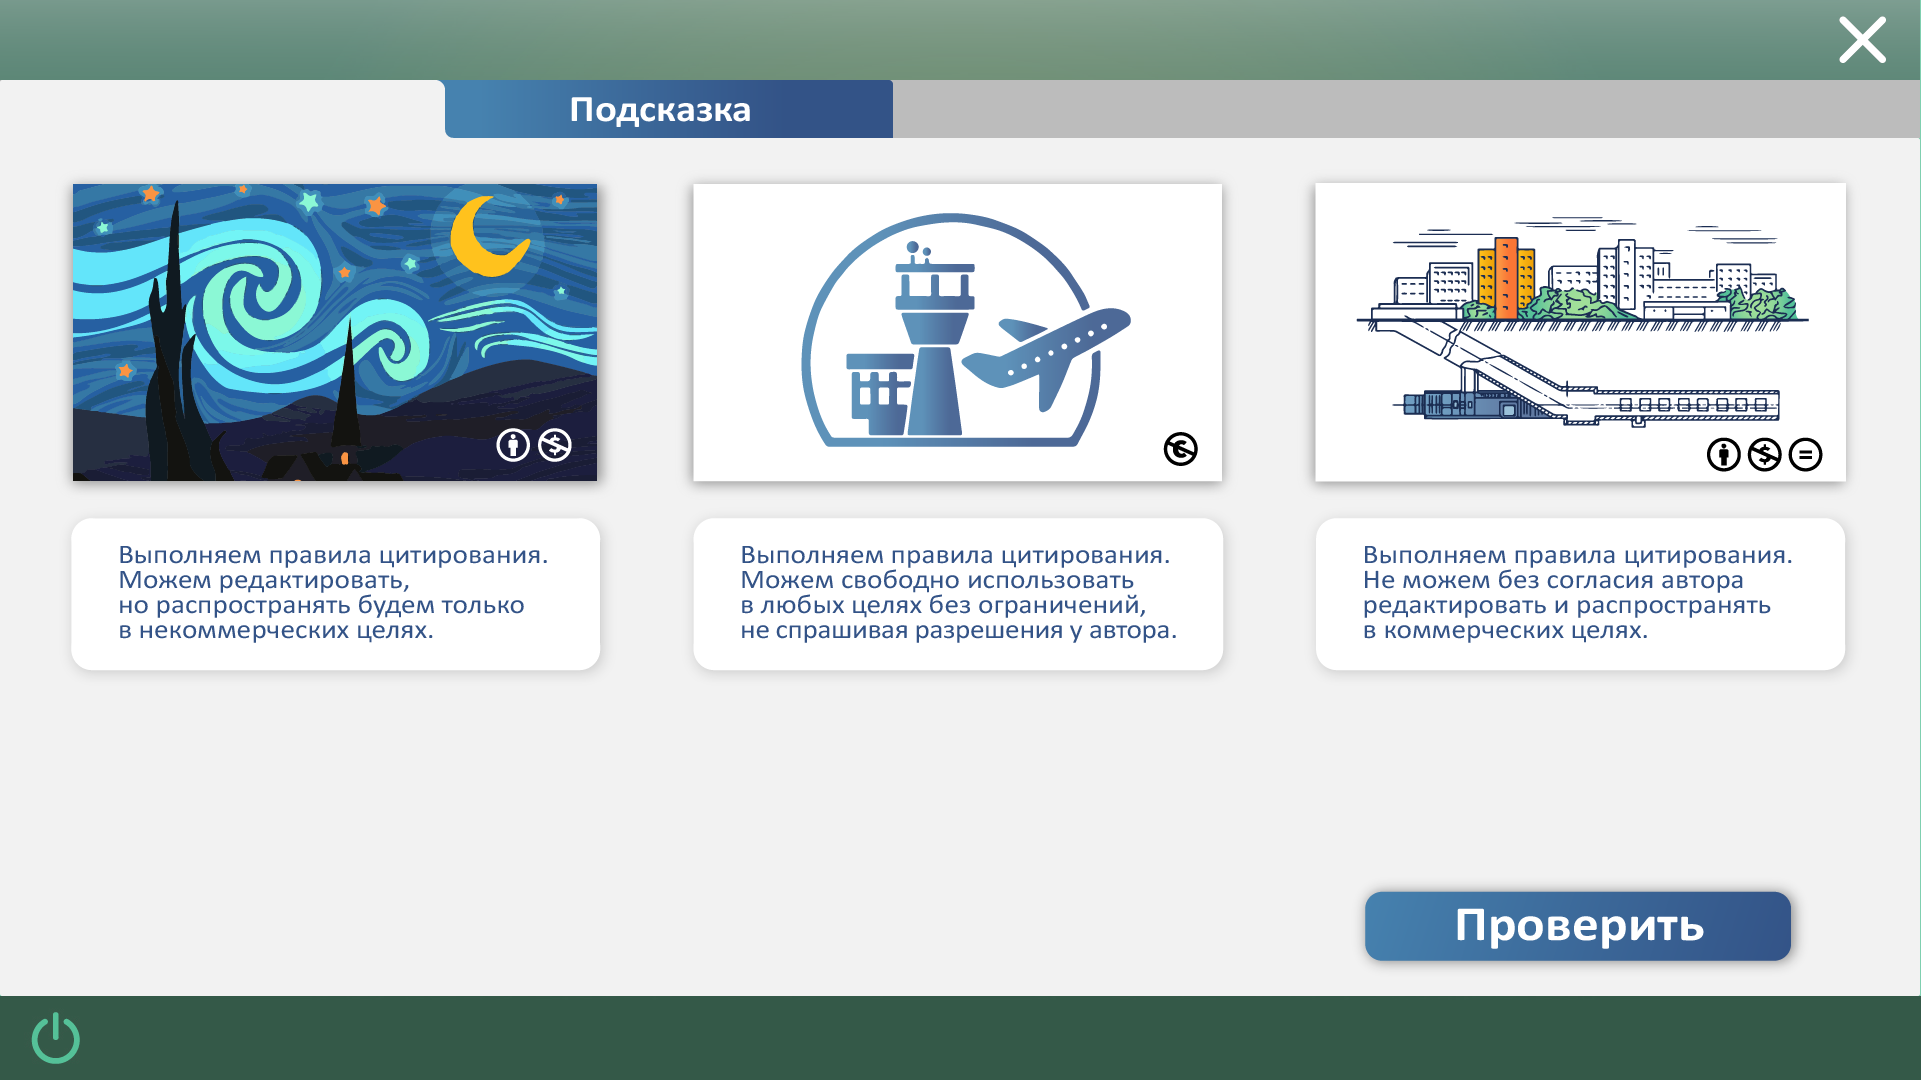 Подсказка
Выполняем правила цитирования.
Можем редактировать,
но распространять будем только
в некоммерческих целях.
Выполняем правила цитирования.
Можем свободно использовать
в любых целях без ограничений,
не спрашивая разрешения у автора.
Выполняем правила цитирования.
Не можем без согласия автора
редактировать и распространять
в коммерческих целях.
Проверить